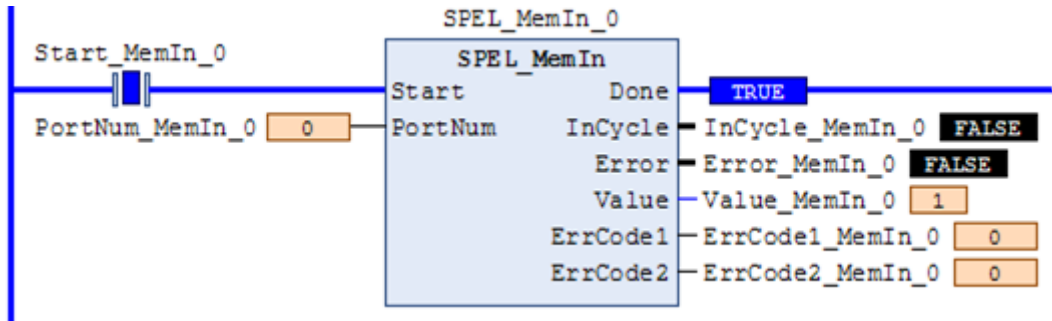 SPEL_MemIn_0
Start_MemIn_0
SPEL_MemIn
Start Done TRUE
PortNum_MemIn_0 0 PortNum InCycle InCycle_MemIn_0 FALSE
Error Error_MemIn_0 FALSE
Value Value_MemIn_0 1
ErrCode1 ErrCode1_MemIn_0 0
ErrCode2 ErrCode2_MemIn_0 0